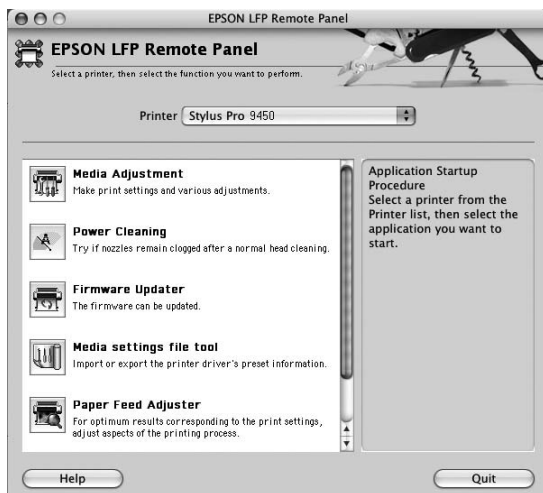 EPSON LFP Remote Panel
EPSON LFP Remote Panel
Select a printer, then select the function you want to perform.
Printer Stylus Pro 9450
Media Adjustment
Make print settings and various adjustments.
Power Cleaning
Try if nozzles remain clogged after a normal head cleaning.
Firmware Updater
The firmware can be updated.
Media settings file tool
Import or export the printer driver's preset information.
Paper Feed Adjuster
For optimum results corresponding to the print settings,
adjust aspects of the printing process.
Application Startup
Procedure
Select a printer from the
Printer list, then select the
application you want to
start.
Help
Quit